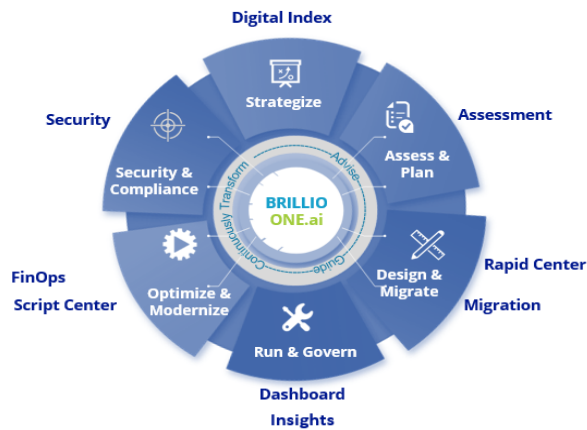 Digital Index
Strategize
Security
Assessment
Security &
Compliance
Assess &
Plan
Advise
Continuously Transform
Guide
BRILLIO
ONE.ai
FinOps
Script Center
Optimize &
Modernize
Design &
Migrate
Rapid Center
Migration
Run & Govern
Dashboard
Insights